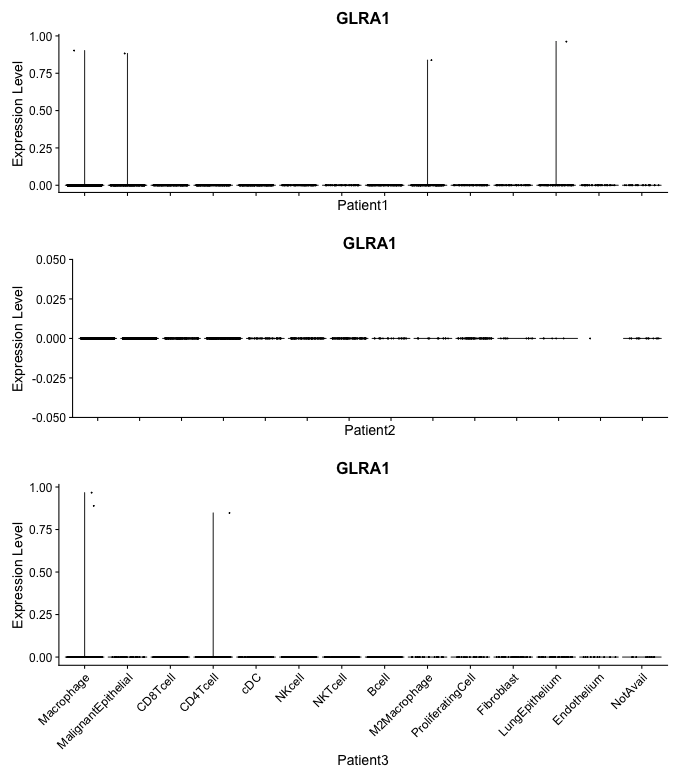 GLRA1
1.00
0.75
0.50
0.25
0.00
Expression Level
Patient1
GLRA1
0.050
0.025
0.000
-0.025
-0.050
Expression Level
Patient2
GLRA1
1.00
0.75
0.50
0.25
0.00
Expression Level
Macrophage
MalignantEpithelial
CD8Tcell
CD4Tcell
cDC
NKcell
NKTcell
Bcell
M2Macrophage
ProliferatingCell
Fibroblast
LungEpithelium
Endothelium
NotAvail
Patient3